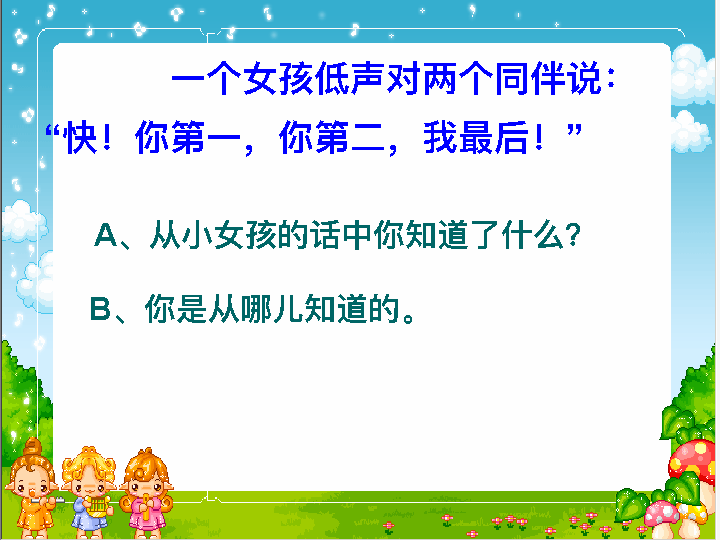 一个女孩低声对两个同伴说：
“快！你第一，你第二，我最后！”
A、从小女孩的话中你知道了什么？
B、你是从哪儿知道的。